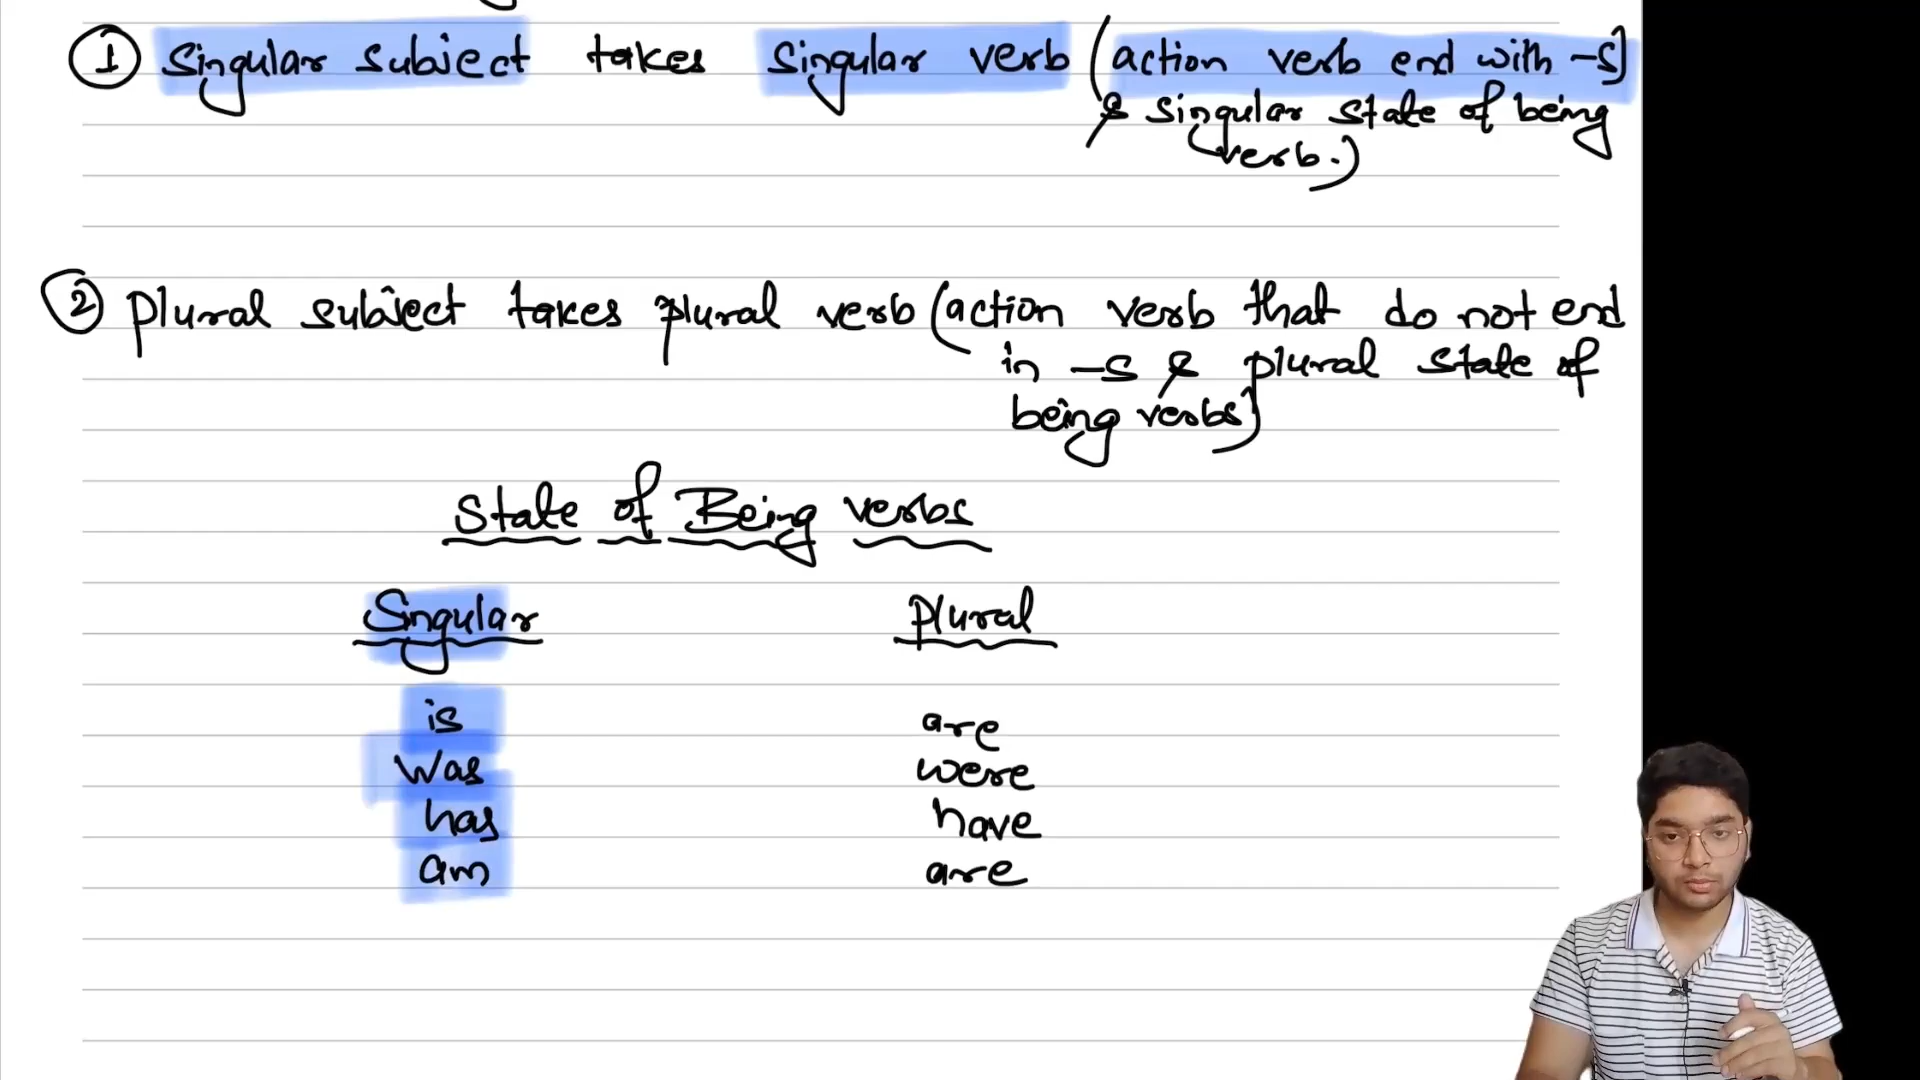 1 Singular subject takes singular verb (action verb end with -s)
& singular state of being
verb.)
2 Plural subject takes plural verb (action verb that do not end
in -s & plural state of
being verbs)
State of Being verbs
Singular Plural
is are
was were
has have
am are